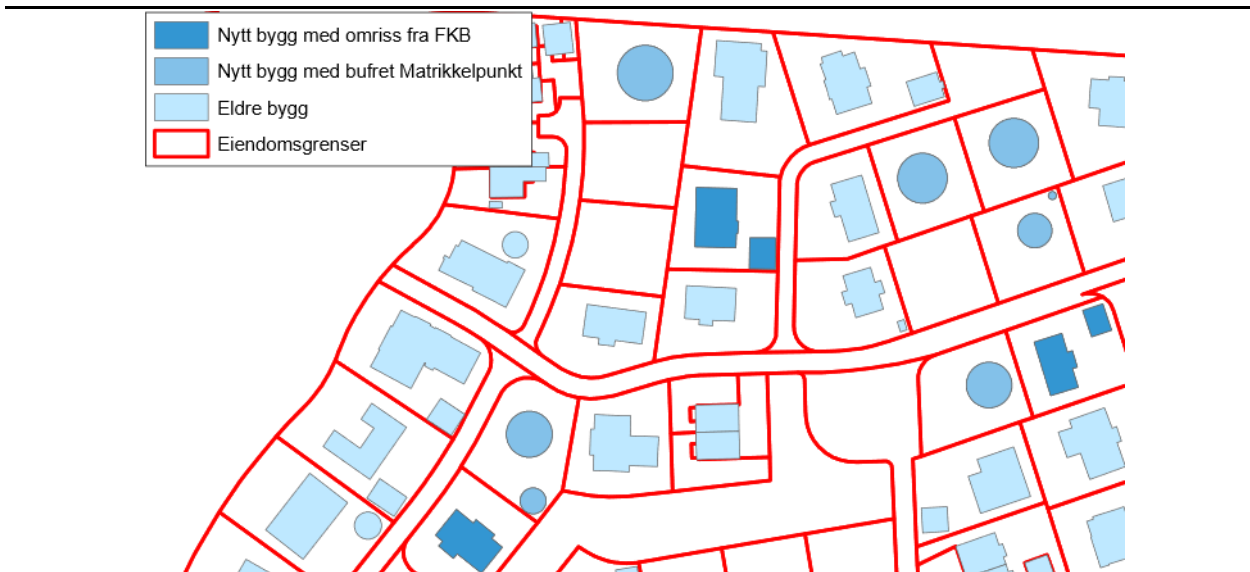 Nytt bygg med omriss fra FKB
Nytt bygg med bufret Matrikkelpunkt
Eldre bygg
Eiendomsgrenser